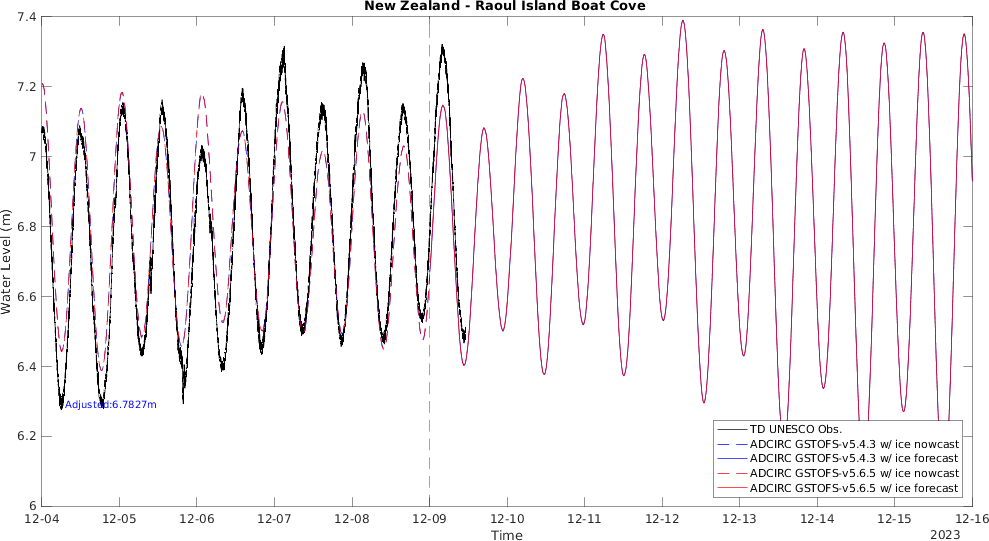 New Zealand - Raoul Island Boat Cove
7.4
7.2
7
6.8
6.6
6.4
6.2
6
Water Level (m)
Adjusted:6.7827m
TD UNESCO Obs.
ADCIRC GSTOFS-v5.4.3 w/ ice nowcast
ADCIRC GSTOFS-v5.4.3 w/ ice forecast
ADCIRC GSTOFS-v5.6.5 w/ ice nowcast
ADCIRC GSTOFS-v5.6.5 w/ ice forecast
12-04 12-05 12-06 12-07 12-08 12-09 12-10 12-11 12-12 12-13 12-14 12-15 12-16
Time
2023